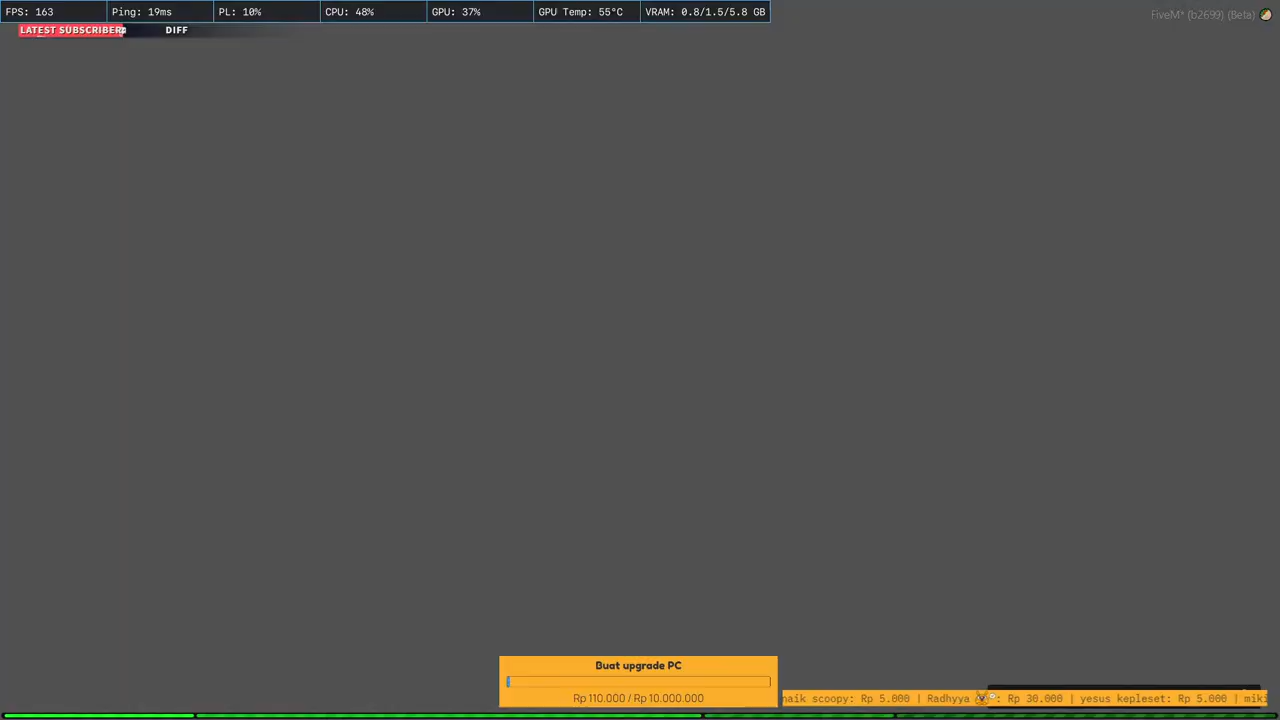 FPS: 163 Ping: 19ms PL: 10% CPU: 48% GPU: 37% GPU Temp: 55°C VRAM: 0.8/1.5/5.8 GB
FiveM* (b2699) (Beta)
LATEST SUBSCRIBER DIFF
Buat upgrade PC
Rp 110.000 / Rp 10.000.000
naik scoopy: Rp 5.000 | Radhyya : Rp 30.000 | yesus kepleset: Rp 5.000 | miki